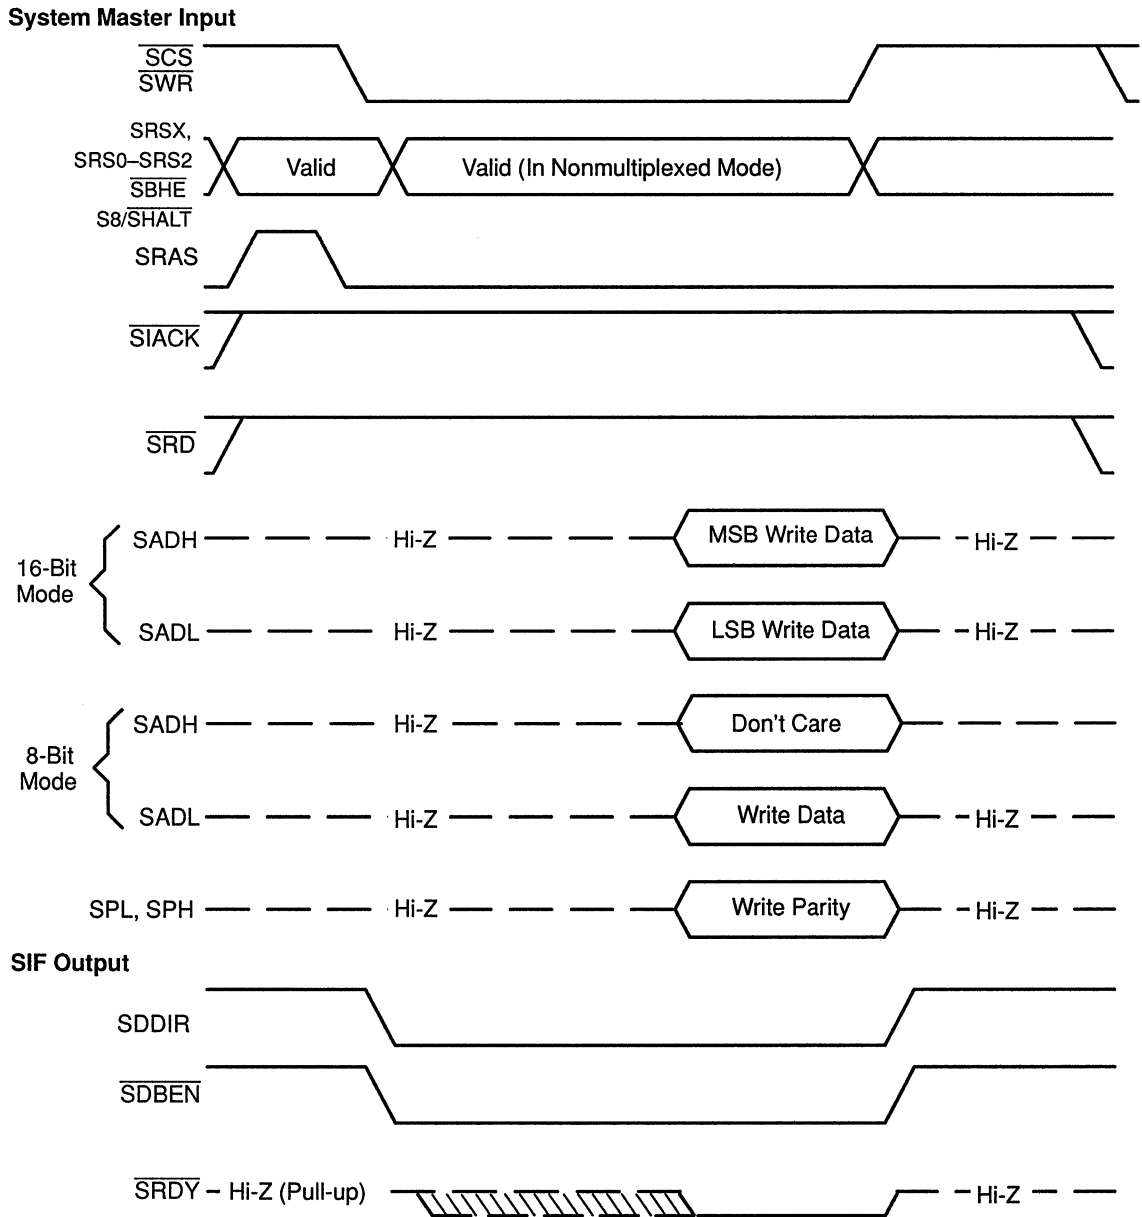 System Master Input
SCS
SWR
SRSX,
SRS0–SRS2
Valid
Valid (In Nonmultiplexed Mode)
SBHE
S8/SHALT
SRAS
SIACK
SRD
16-Bit
Mode
SADH
Hi-Z
MSB Write Data
Hi-Z
SADL
Hi-Z
LSB Write Data
Hi-Z
8-Bit
Mode
SADH
Hi-Z
Don't Care
SADL
Hi-Z
Write Data
Hi-Z
SPL, SPH
Hi-Z
Write Parity
Hi-Z
SIF Output
SDDIR
SDBEN
SRDY
Hi-Z (Pull-up)
Hi-Z